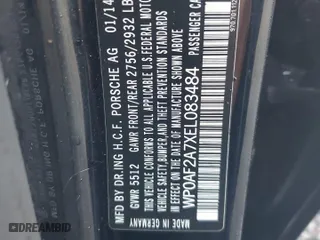 MFD. BY: DR.ING H.C.F. PORSCHE AG 01/14
GVWR 5512 GAWR FRONT/REAR 2756/2932 LB
THIS VEHICLE CONFORMS TO ALL APPLICABLE U.S. FEDERAL MOTOR
VEHICLE SAFETY, BUMPER, AND THEFT PREVENTION STANDARDS
IN EFFECT ON THE DATE OF MANUFACTURE SHOWN ABOVE.
WP0AF2A7XEL083484 PASSENGER CA
MADE IN GERMANY